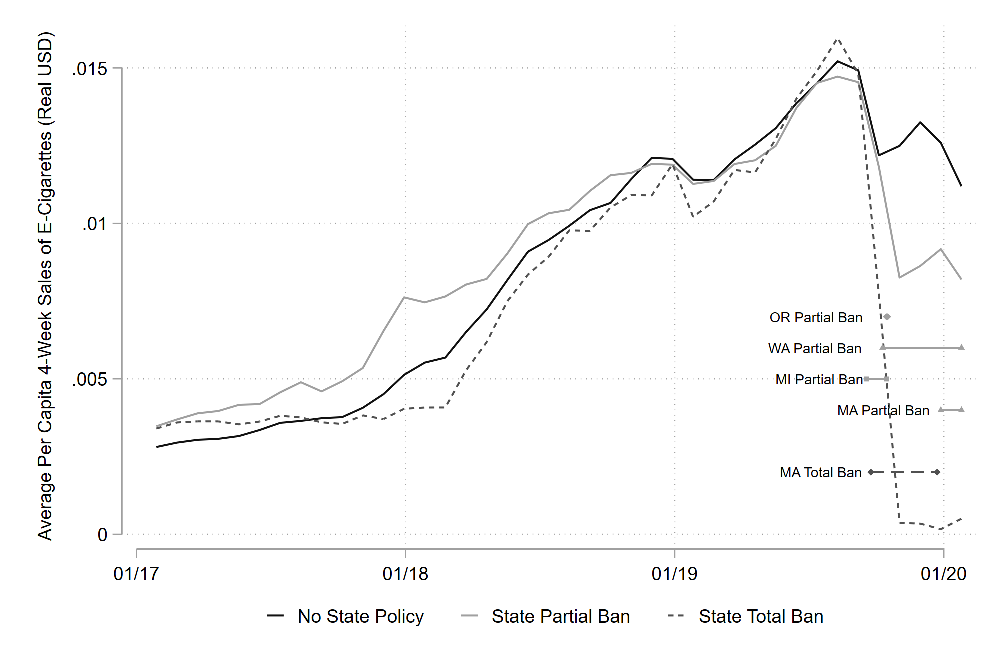 Average Per Capita 4-Week Sales of E-Cigarettes (Real USD)
.015
.01
.005
0
OR Partial Ban
WA Partial Ban
MI Partial Ban
MA Partial Ban
MA Total Ban
01/17
01/18
01/19
01/20
No State Policy
State Partial Ban
State Total Ban